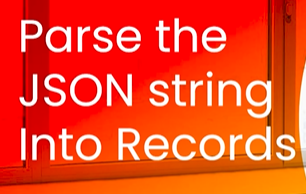 Parse the
JSON string
Into Records